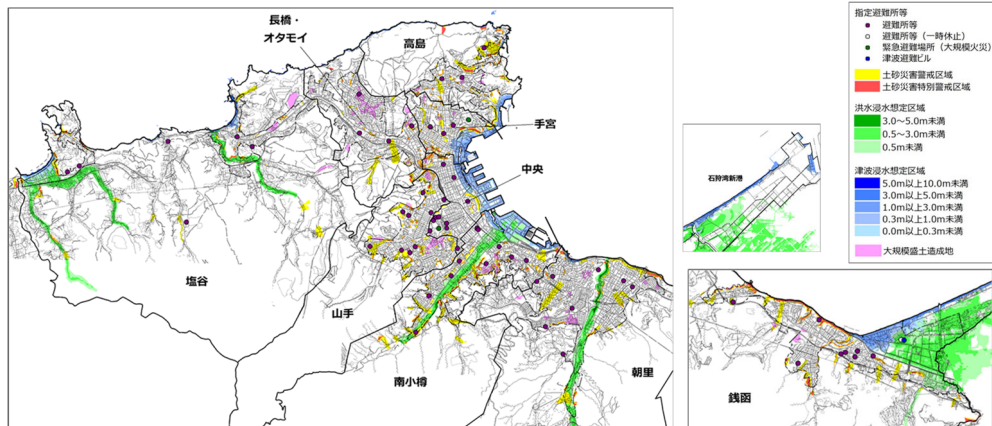 長橋・
オタモイ
高島
手宮
中央
塩谷
山手
南小樽
朝里
石狩湾新港
銭函
指定避難所等
避難所等
避難所等（一時休止）
緊急避難場所（大規模火災）
津波避難ビル
土砂災害警戒区域
土砂災害特別警戒区域
洪水浸水想定区域
3.0～5.0m未満
0.5～3.0m未満
0.5m未満
津波浸水想定区域
5.0m以上10.0m未満
3.0m以上5.0m未満
1.0m以上3.0m未満
0.3m以上1.0m未満
0.0m以上0.3m未満
大規模盛土造成地